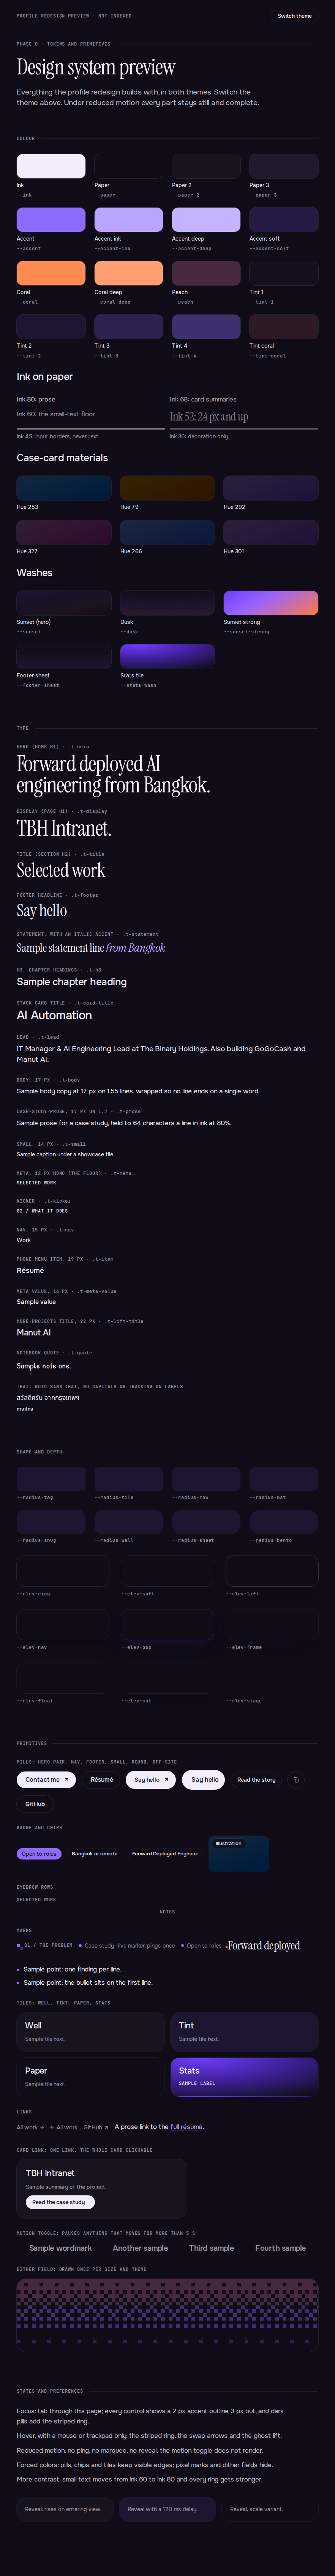 PROFILE REDESIGN PREVIEW · NOT INDEXED
Switch theme
PHASE 0 · TOKENS AND PRIMITIVES
Design system preview
Everything the profile redesign builds with, in both themes. Switch the
theme above. Under reduced motion every part stays still and complete.
COLOUR
Ink
Paper
Paper 2
Paper 3
--ink
--paper
--paper-2
--paper-3
Accent
Accent ink
Accent deep
Accent soft
--accent
--accent-ink
--accent-deep
--accent-soft
Coral
Coral deep
Peach
Tint 1
--coral
--coral-deep
--peach
--tint-1
Tint 2
Tint 3
Tint 4
Tint coral
--tint-2
--tint-3
--tint-4
--tint-coral
Ink on paper
Ink 80: prose
Ink 68: card summaries
Ink 60: the small-text floor
Ink 52: 24 px and up
Ink 45: input borders, never text
Ink 30: decoration only
Case-card materials
Hue 253
Hue 79
Hue 292
Hue 327
Hue 266
Hue 301
Washes
Sunset (hero)
Dusk
Sunset strong
--sunset
--dusk
--sunset-strong
Footer sheet
Stats tile
--footer-sheet
--stats-wash
TYPE
HERO (HOME H1) · .t-hero
Forward deployed AI
engineering from Bangkok.
DISPLAY (PAGE H1) · .t-display
TBH Intranet.
TITLE (SECTION H2) · .t-title
Selected work
FOOTER HEADLINE · .t-footer
Say hello
STATEMENT, WITH AN ITALIC ACCENT · .t-statement
Sample statement line from Bangkok
H3, CHAPTER HEADINGS · .t-h3
Sample chapter heading
STACK CARD TITLE · .t-card-title
AI Automation
LEAD · .t-lead
IT Manager & AI Engineering Lead at The Binary Holdings. Also building GoGoCash and
Manut AI.
BODY, 17 PX · .t-body
Sample body copy at 17 px on 1.55 lines, wrapped so no line ends on a single word.
CASE-STUDY PROSE, 17 PX ON 1.7 · .t-prose
Sample prose for a case study, held to 64 characters a line in ink at 80%.
SMALL, 14 PX · .t-small
Sample caption under a showcase tile.
META, 12 PX MONO (THE FLOOR) · .t-meta
SELECTED WORK
KICKER · .t-kicker
02 / WHAT IT DOES
NAV, 15 PX · .t-nav
Work
PHONE MENU ITEM, 19 PX · .t-item
Résumé
META VALUE, 16 PX · .t-meta-value
Sample value
MORE-PROJECTS TITLE, 22 PX · .t-lift-title
Manut AI
NOTEBOOK QUOTE · .t-quote
Sample note one.
THAI: NOTO SANS THAI, NO CAPITALS OR TRACKING ON LABELS
สวัสดีครับ จากกรุงเทพฯ
ภาษาไทย
SHAPE AND DEPTH
--radius-tag
--radius-tile
--radius-row
--radius-mat
--radius-snug
--radius-well
--radius-sheet
--radius-bento
--elev-ring
--elev-soft
--elev-lift
--elev-nav
--elev-pop
--elev-frame
--elev-float
--elev-mat
--elev-stage
PRIMITIVES
PILLS: HERO PAIR, NAV, FOOTER, SMALL, ROUND, OFF-SITE
Contact me ↗
Résumé
Say hello ↗
Say hello
Read the story
GitHub
BADGE AND CHIPS
Open to roles
Bangkok or remote
Forward Deployed Engineer
Illustration
EYEBROW ROWS
SELECTED WORK
NOTES
MARKS
01 / THE PROBLEM
Case study · live marker, pings once
Open to roles
Forward deployed
Sample point: one finding per line.
Sample point: the bullet sits on the first line.
TILES: WELL, TINT, PAPER, STATS
Well
Tint
Sample tile text.
Sample tile text.
Paper
Stats
Sample tile text.
SAMPLE LABEL
LINKS
All work →
← All work
GitHub ↗
A prose link to the full résumé.
CARD LINK: ONE LINK, THE WHOLE CARD CLICKABLE
TBH Intranet
Sample summary of the project.
Read the case study
MOTION TOGGLE: PAUSES ANYTHING THAT MOVES FOR MORE THAN 5 S
Sample wordmark
Another sample
Third sample
Fourth sample
DITHER FIELD: DRAWN ONCE PER SIZE AND THEME
STATES AND PREFERENCES
Focus: tab through this page; every control shows a 2 px accent outline 3 px out, and dark
pills add the striped ring.
Hover, with a mouse or trackpad only: the striped ring, the swap arrows and the ghost lift.
Reduced motion: no ping, no marquee, no reveal; the motion toggle does not render.
Forced colors: pills, chips and tiles keep visible edges; pixel marks and dither fields hide.
More contrast: small text moves from ink 60 to ink 80 and every ring gets stronger.
Reveal: rises on entering view.
Reveal with a 120 ms delay.
Reveal, scale variant.